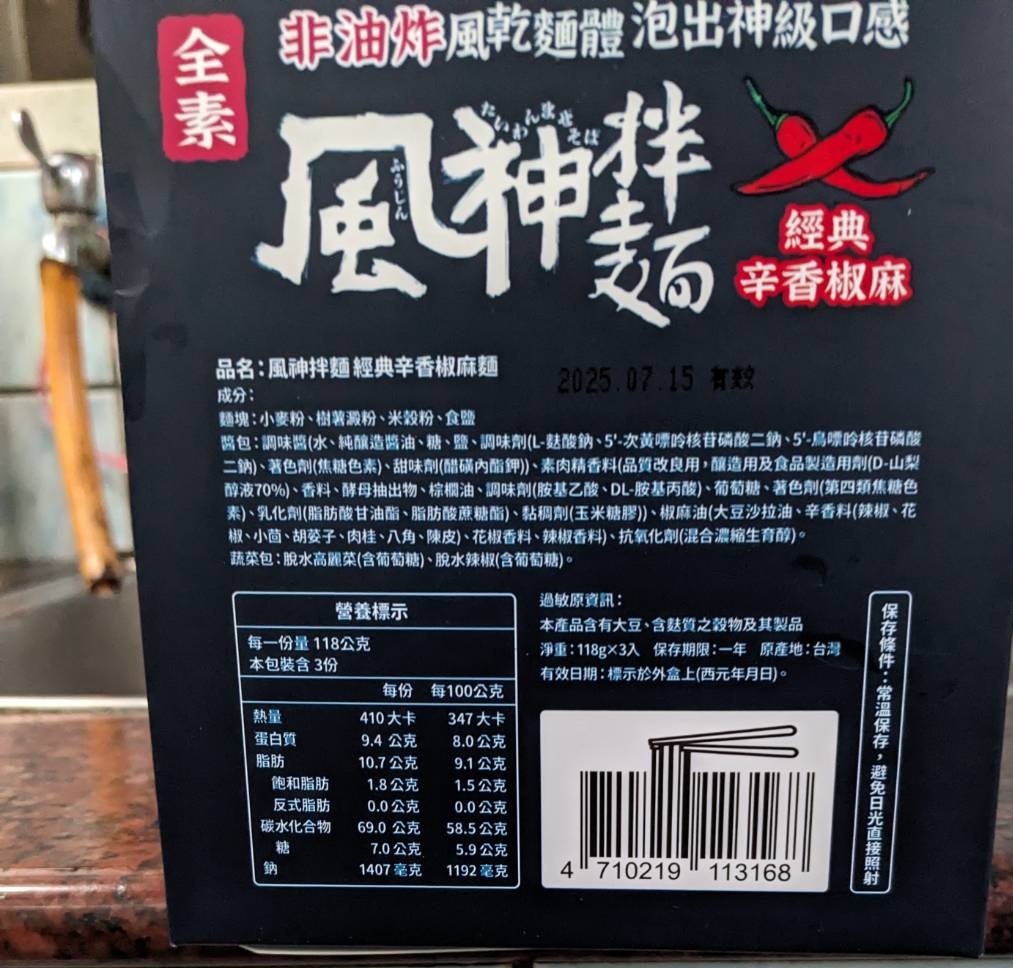 全素
非油炸風乾麵體 泡出神級口感
たいわんまぜそば
ふうじん
風神拌麵
經典
辛香椒麻
品名：風神拌麵 經典辛香椒麻麵
2025.07.15 有效
成分：
麵塊：小麥粉、樹薯澱粉、米穀粉、食鹽
醬包：調味醬(水、純釀造醬油、糖、鹽、調味劑(L-麩酸鈉、5'-次黃嘌呤核苷磷酸二鈉、5'-鳥嘌呤核苷磷酸
二鈉)、著色劑(焦糖色素)、甜味劑(醋磺內酯鉀))、素肉精香料(品質改良用，釀造用及食品製造用劑(D-山梨
醇液70%)、香料、酵母抽出物、棕櫚油、調味劑(胺基乙酸、DL-胺基丙酸)、葡萄糖、著色劑(第四類焦糖色
素)、乳化劑(脂肪酸甘油酯、脂肪酸蔗糖酯)、黏稠劑(玉米糖膠))、椒麻油(大豆沙拉油、辛香料(辣椒、花
椒、小茴、胡荽子、肉桂、八角、陳皮)、花椒香料、辣椒香料)、抗氧化劑(混合濃縮生育醇)。
蔬菜包：脫水高麗菜(含葡萄糖)、脫水辣椒(含葡萄糖)。
營養標示
每一份量 118公克
本包裝含 3份
每份 每100公克
熱量 410 大卡 347 大卡
蛋白質 9.4 公克 8.0 公克
脂肪 10.7 公克 9.1 公克
飽和脂肪 1.8 公克 1.5 公克
反式脂肪 0.0 公克 0.0 公克
碳水化合物 69.0 公克 58.5 公克
糖 7.0 公克 5.9 公克
鈉 1407 毫克 1192 毫克
過敏原資訊：
本產品含有大豆、含麩質之穀物及其製品
淨重：118g×3入 保存期限：一年 原產地：台灣
有效日期：標示於外盒上(西元年月日)。
4 710219 113168
保存條件：常溫保存，避免日光直接照射